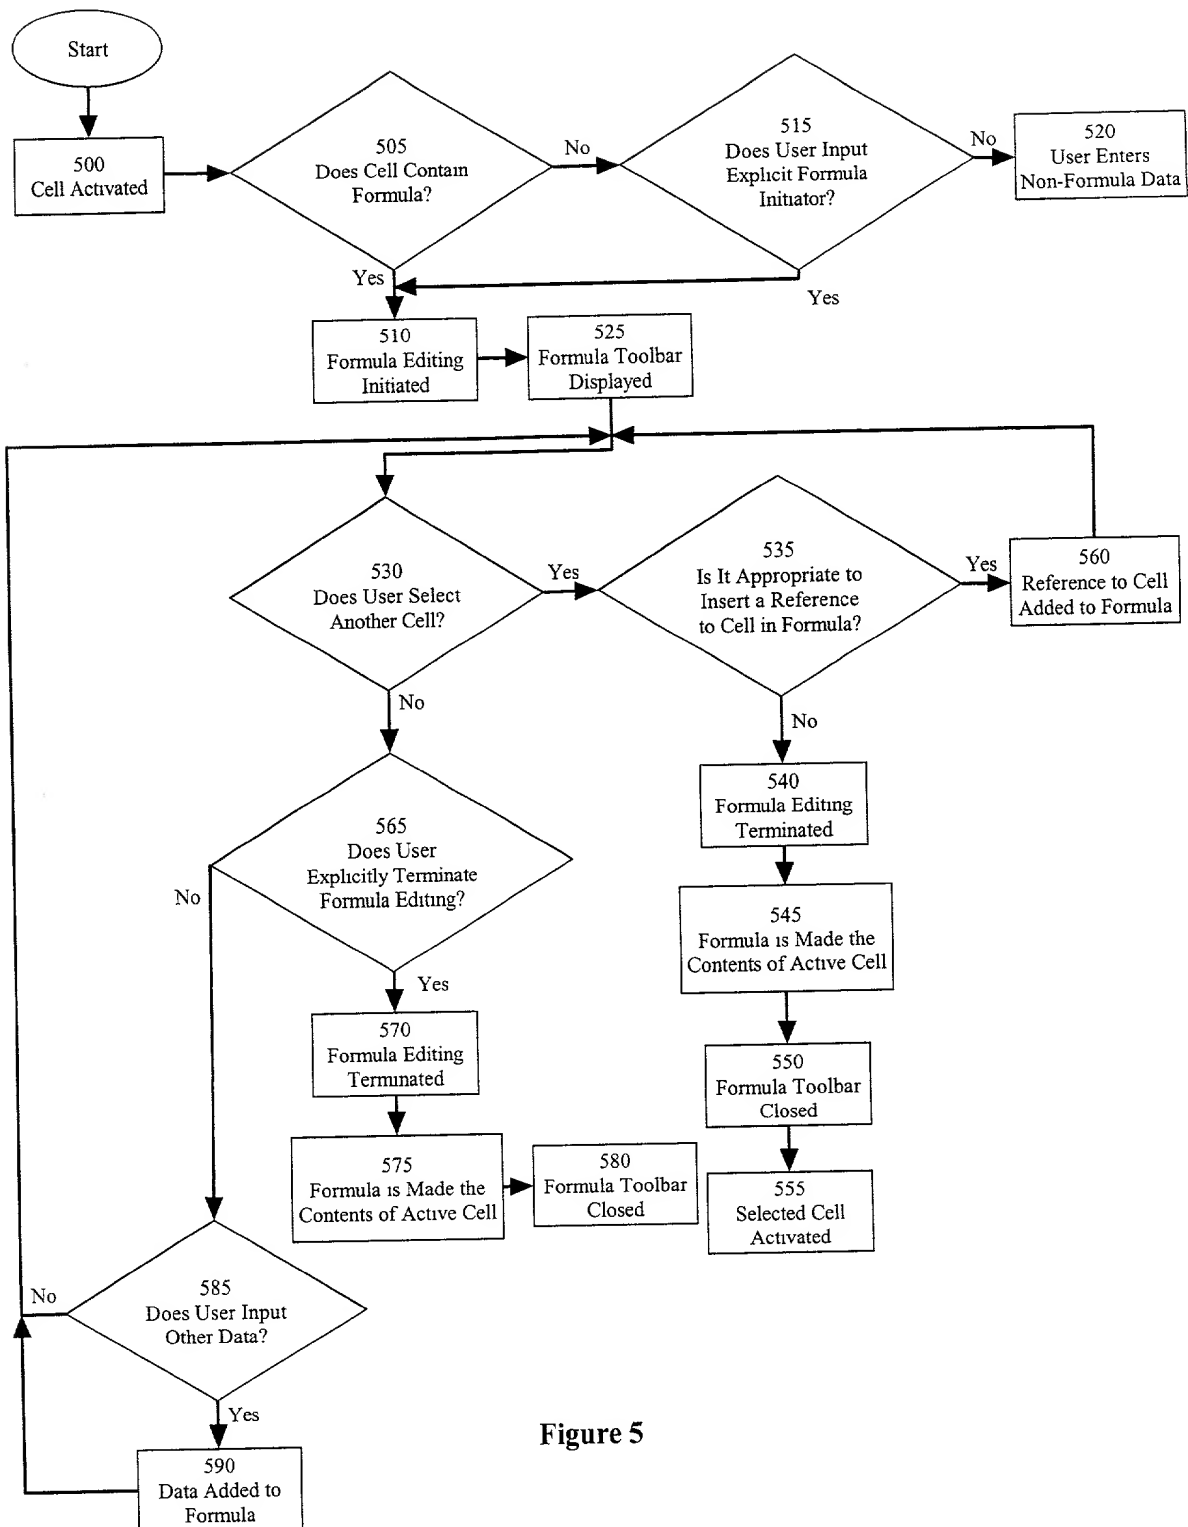 Start
500
Cell Activated
505
Does Cell Contain
Formula?
No
515
Does User Input
Explicit Formula
Initiator?
No
520
User Enters
Non-Formula Data
Yes
Yes
510
Formula Editing
Initiated
525
Formula Toolbar
Displayed
530
Does User Select
Another Cell?
Yes
535
Is It Appropriate to
Insert a Reference
to Cell in Formula?
Yes
560
Reference to Cell
Added to Formula
No
No
540
Formula Editing
Terminated
565
Does User
Explicitly Terminate
Formula Editing?
No
Yes
545
Formula is Made the
Contents of Active Cell
570
Formula Editing
Terminated
550
Formula Toolbar
Closed
575
Formula is Made the
Contents of Active Cell
580
Formula Toolbar
Closed
555
Selected Cell
Activated
585
Does User Input
Other Data?
No
Yes
590
Data Added to
Formula
Figure 5